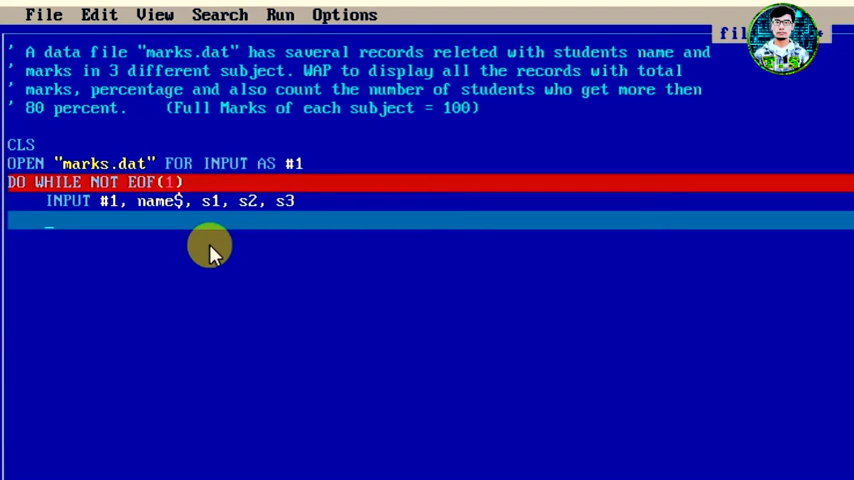 File Edit View Search Run Options
fil
' A data file "marks.dat" has saveral records releted with students name and
' marks in 3 different subject. WAP to display all the records with total
' marks, percentage and also count the number of students who get more then
' 80 percent. (Full Marks of each subject = 100)
CLS
OPEN "marks.dat" FOR INPUT AS #1
DO WHILE NOT EOF(1)
INPUT #1, name$, s1, s2, s3
_